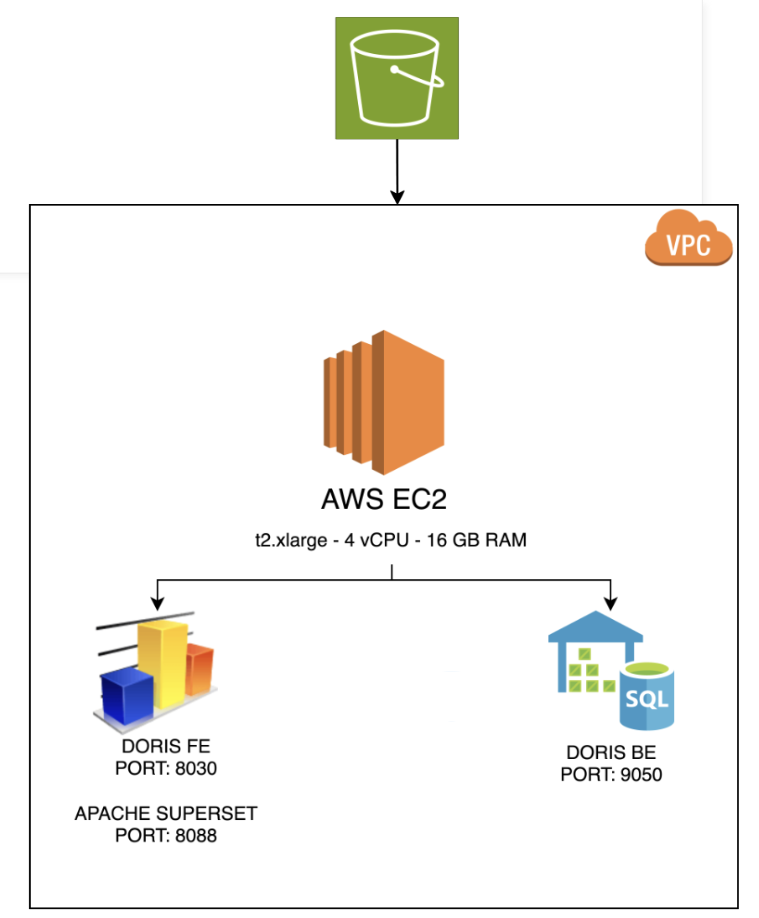 VPC
AWS EC2
t2.xlarge - 4 vCPU - 16 GB RAM
DORIS FE
PORT: 8030
APACHE SUPERSET
PORT: 8088
SQL
DORIS BE
PORT: 9050